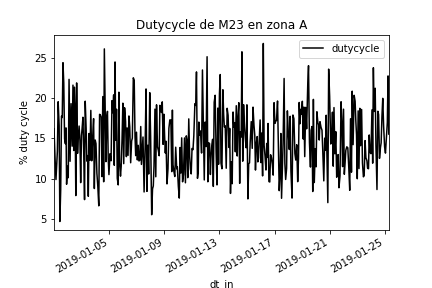 Dutycycle de M23 en zona A
dutycycle
% duty cycle
25
20
15
10
5
2019-01-05
2019-01-09
2019-01-13
2019-01-17
2019-01-21
2019-01-25
dt_in